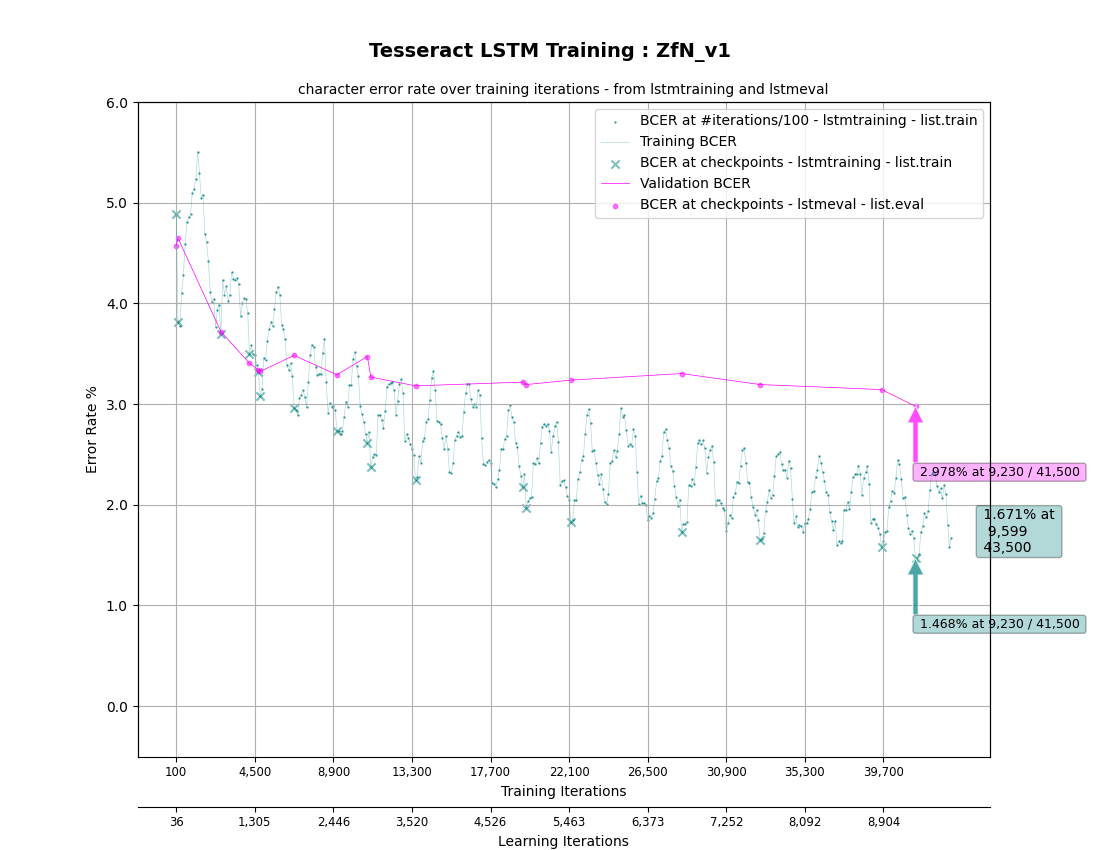 Tesseract LSTM Training : ZfN_v1
character error rate over training iterations - from lstmtraining and lstmeval
BCER at #iterations/100 - lstmtraining - list.train
Training BCER
BCER at checkpoints - lstmtraining - list.train
Validation BCER
BCER at checkpoints - lstmeval - list.eval
Error Rate %
6.0
5.0
4.0
3.0
2.0
1.0
0.0
2.978% at 9,230 / 41,500
1.671% at
9,599
43,500
1.468% at 9,230 / 41,500
100 4,500 8,900 13,300 17,700 22,100 26,500 30,900 35,300 39,700
Training Iterations
36 1,305 2,446 3,520 4,526 5,463 6,373 7,252 8,092 8,904
Learning Iterations